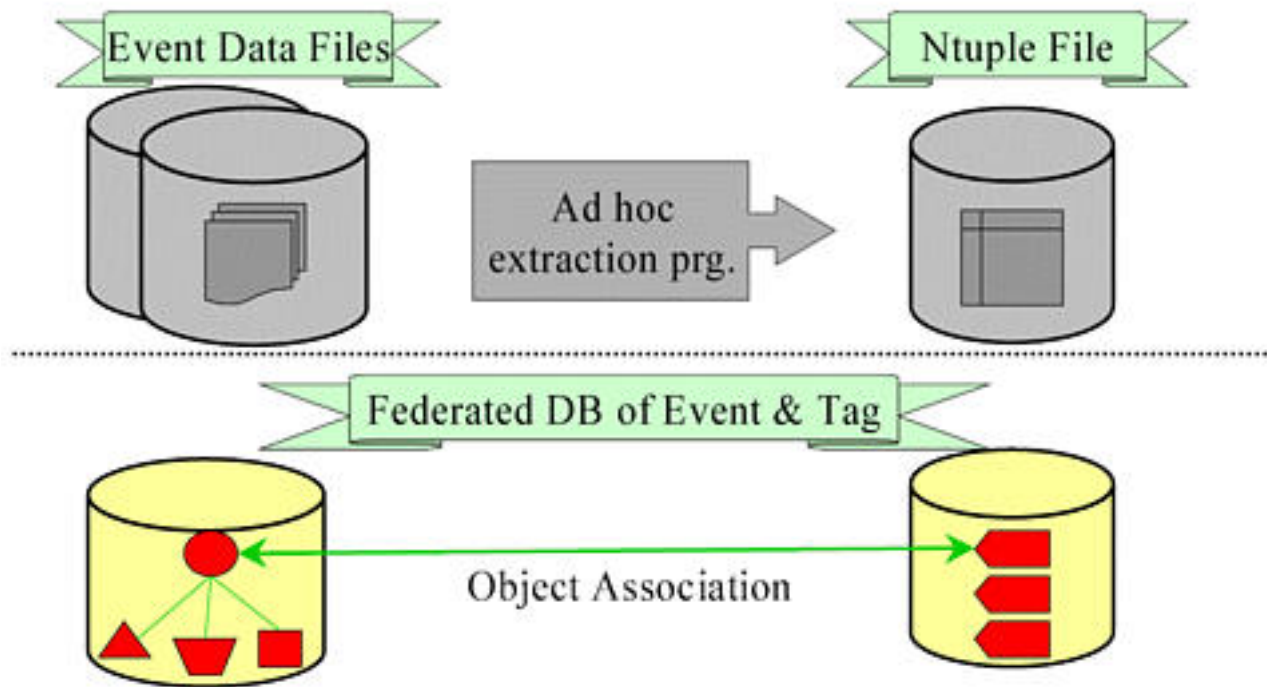 Event Data Files
Ntuple File
Ad hoc
extraction prg.
Federated DB of Event & Tag
Object Association